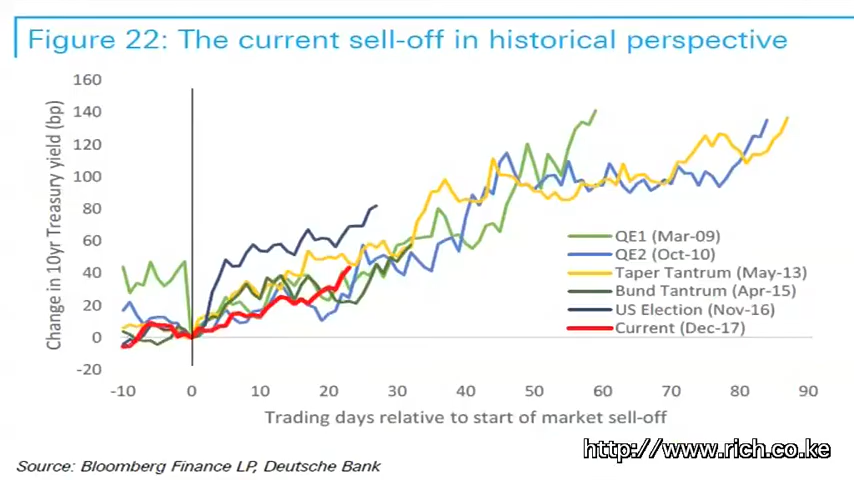 Figure 22: The current sell-off in historical perspective
Change in 10yr Treasury yield (bp)
160
140
120
100
80
60
40
20
0
-20
-10
0
10
20
30
40
50
60
70
80
90
QE1 (Mar-09)
QE2 (Oct-10)
Taper Tantrum (May-13)
Bund Tantrum (Apr-15)
US Election (Nov-16)
Current (Dec-17)
Trading days relative to start of market sell-off
http://www.rich.co.ke
Source: Bloomberg Finance LP, Deutsche Bank